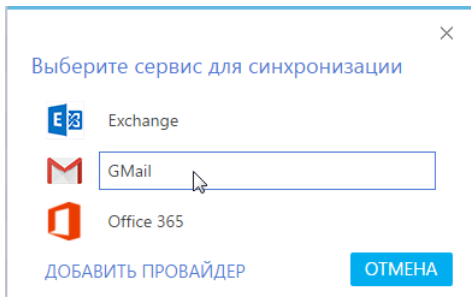 Выберите сервис для синхронизации
Exchange
GMail
Office 365
ДОБАВИТЬ ПРОВАЙДЕР
ОТМЕНА